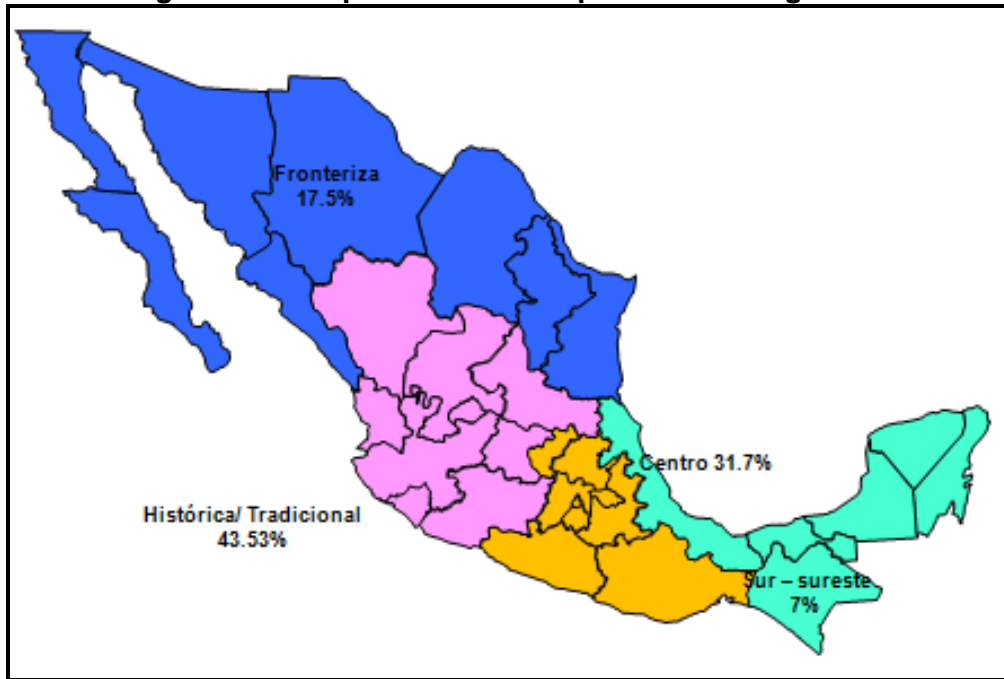 Fronteriza
17.5%
Centro 31.7%
Histórica/ Tradicional
43.53%
Sur – sureste
7%